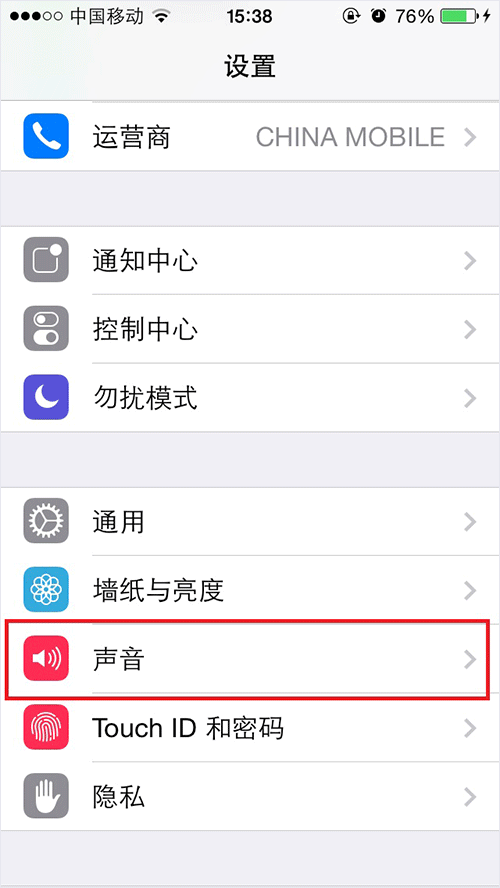 中国移动 15:38 76%
设置
运营商 CHINA MOBILE
通知中心
控制中心
勿扰模式
通用
墙纸与亮度
声音
Touch ID 和密码
隐私